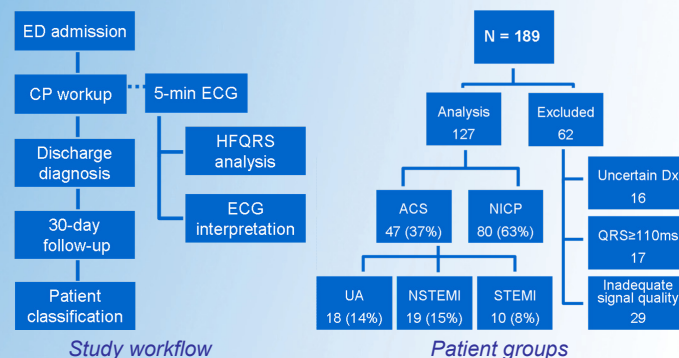 ED admission
CP workup
5-min ECG
HFQRS
analysis
Discharge
diagnosis
ECG
interpretation
30-day
follow-up
Patient
classification
Study workflow
N = 189
Analysis
127
Excluded
62
Uncertain Dx
16
ACS
47 (37%)
NICP
80 (63%)
QRS≥110ms
17
UA
18 (14%)
NSTEMI
19 (15%)
STEMI
10 (8%)
Inadequate
signal quality
29
Patient groups